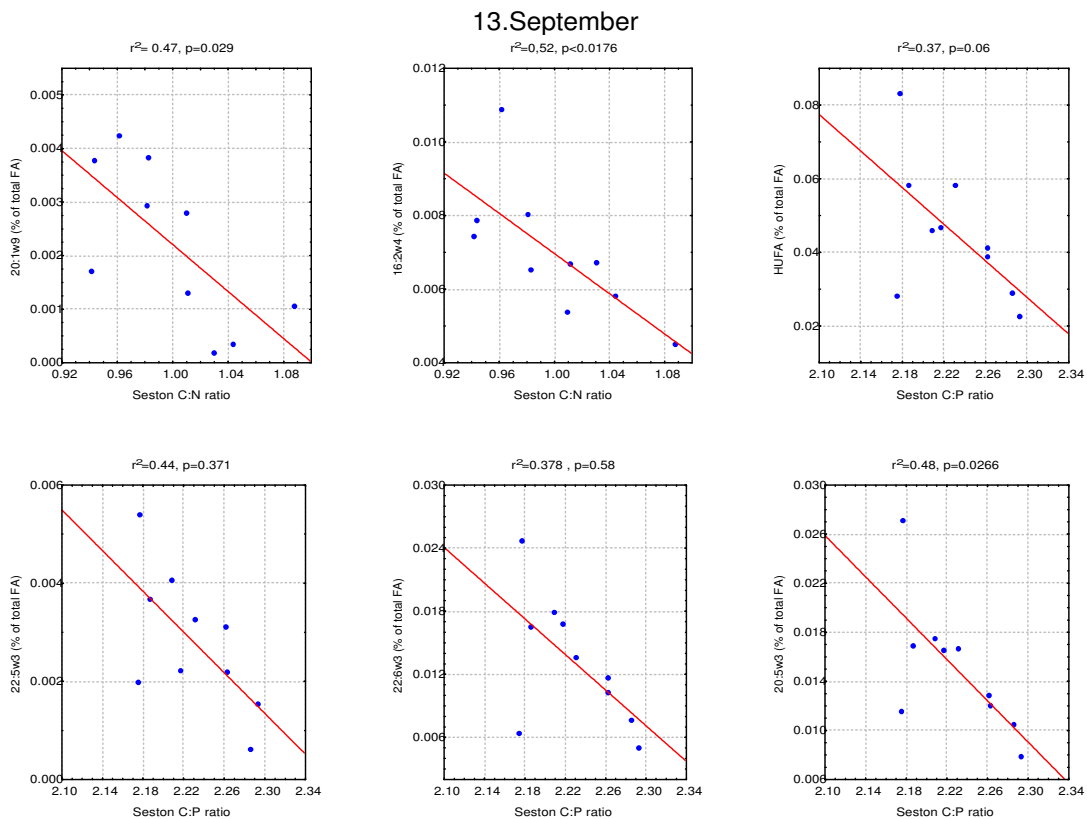 13.September
r²= 0.47, p=0.029
0.005
0.004
0.003
0.002
0.001
0.000
20:1w9 (% of total FA)
0.92 0.96 1.00 1.04 1.08
Seston C:N ratio
r²=0,52, p<0.0176
0.012
0.010
0.008
0.006
0.004
16:2w4 (% of total FA)
0.92 0.96 1.00 1.04 1.08
Seston C:N ratio
r²=0.37, p=0.06
0.08
0.06
0.04
0.02
HUFA (% of total FA)
2.10 2.14 2.18 2.22 2.26 2.30 2.34
Seston C:P ratio
r²=0.44, p=0.371
0.006
0.004
0.002
0.000
22:5w3 (% of total FA)
2.10 2.14 2.18 2.22 2.26 2.30 2.34
Seston C:P ratio
r²=0.378 , p=0.58
0.030
0.024
0.018
0.012
0.006
22:6w3 (% of total FA)
2.10 2.14 2.18 2.22 2.26 2.30 2.34
Seston C:P ratio
r²=0.48, p=0.0266
0.030
0.026
0.022
0.018
0.014
0.010
0.006
20:5w3 (% of total FA)
2.10 2.14 2.18 2.22 2.26 2.30 2.34
Seston C:P ratio